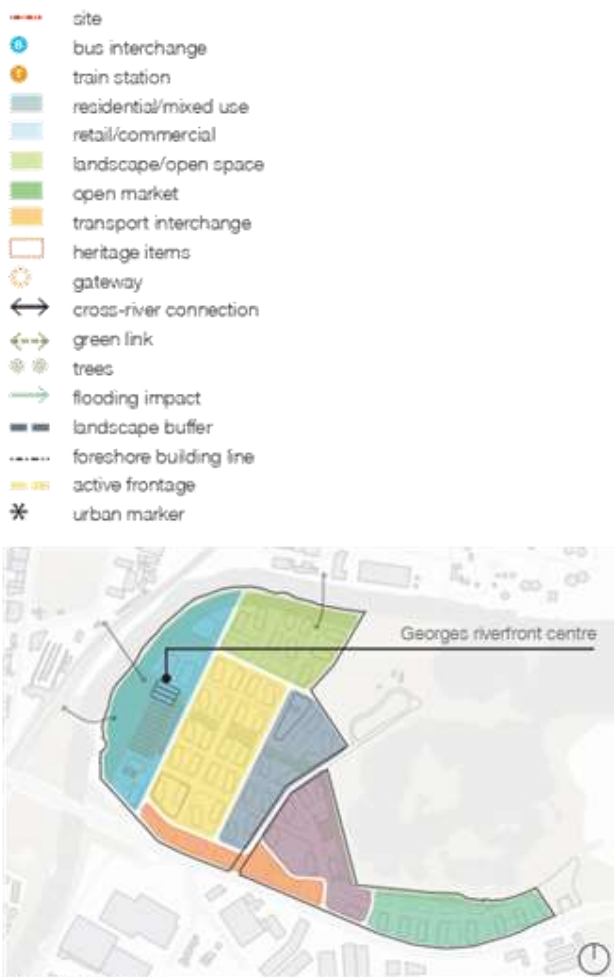 site
B
bus interchange
T
train station
residential/mixed use
retail/commercial
landscape/open space
open market
transport interchange
heritage items
gateway
cross-river connection
green link
trees
flooding impact
landscape buffer
foreshore building line
active frontage
urban marker
Georges riverfront centre